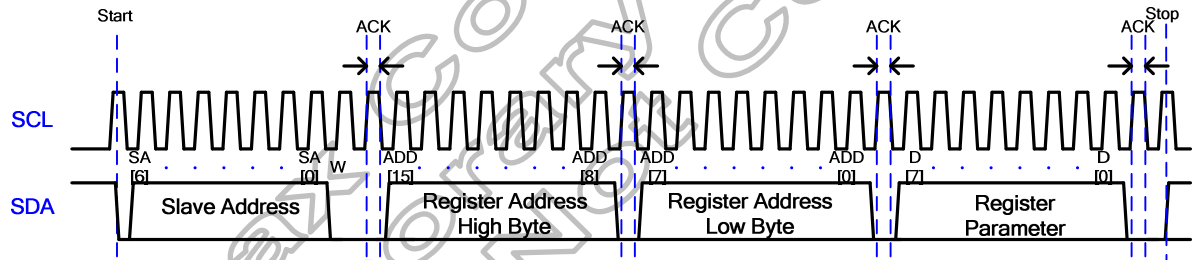 Start ACK ACK ACK ACK Stop
SCL
SA SA W ADD ADD ADD ADD D D
[6] [0] [15] [8] [7] [0] [7] [0]
SDA
Slave Address
Register Address
High Byte
Register Address
Low Byte
Register
Parameter